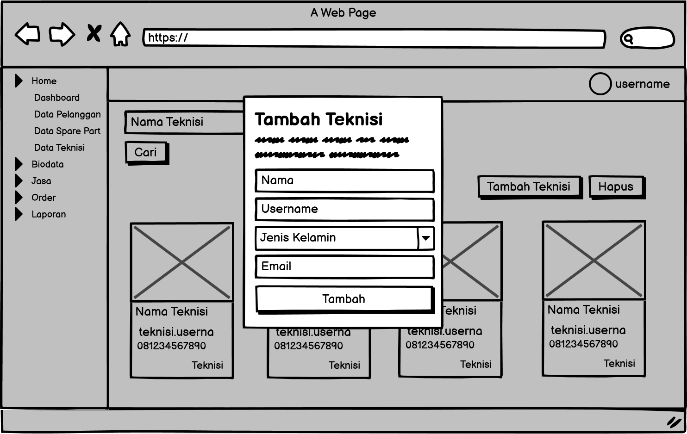 A Web Page
https://
username
Home
Dashboard
Data Pelanggan
Data Spare Part
Data Teknisi
Biodata
Jasa
Order
Laporan
Nama Teknisi
Cari
Tambah Teknisi
Hapus
Tambah Teknisi
Nama
Username
Jenis Kelamin
Email
Tambah
Nama Teknisi
teknisi.userna
081234567890
Teknisi
teknisi.userna
081234567890
Teknisi
Teknisi
teknisi.userna
081234567890
Teknisi
Nama Teknisi
teknisi.userna
081234567890
Teknisi